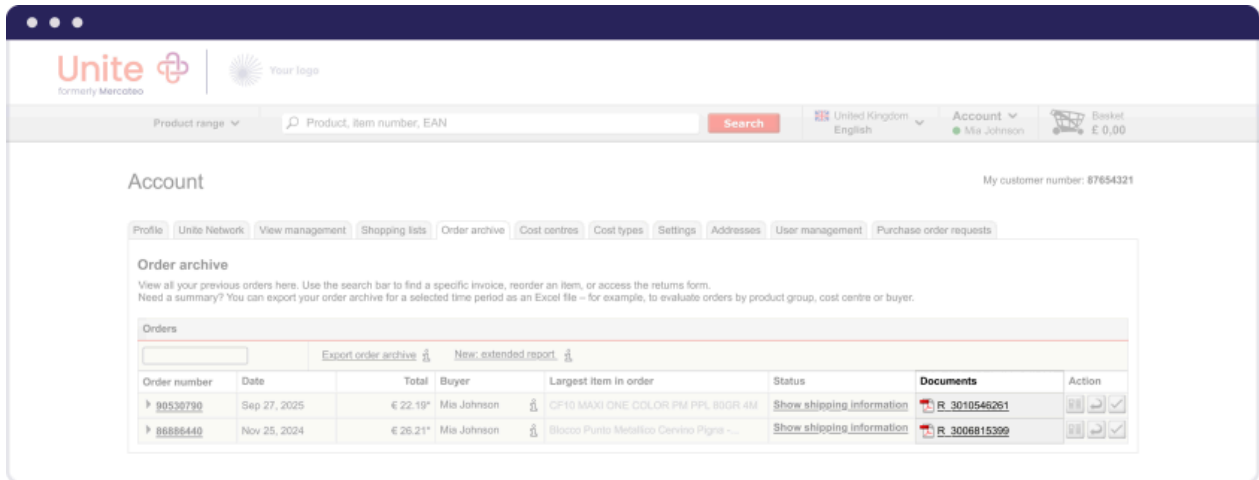 Unite
formerly Mercateo
Your logo
Product range
Product, item number, EAN
Search
United Kingdom
English
Account
Mia Johnson
Basket
£ 0,00
Account
My customer number: 87654321
Profile Unite Network View management Shopping lists Order archive Cost centres Cost types Settings Addresses User management Purchase order requests
Order archive
View all your previous orders here. Use the search bar to find a specific invoice, reorder an item, or access the returns form.
Need a summary? You can export your order archive for a selected time period as an Excel file – for example, to evaluate orders by product group, cost centre or buyer.
Orders
Export order archive New: extended report
Order number Date Total Buyer Largest item in order Status Documents Action
90530790 Sep 27, 2025 € 22.19* Mia Johnson CF10 MAXI ONE COLOR PM PPL 80GR 4M Show shipping information R_3010546261
86886440 Nov 25, 2024 € 26.21* Mia Johnson Blocco Punto Metallico Cervino Pigna -... Show shipping information R_3006815399